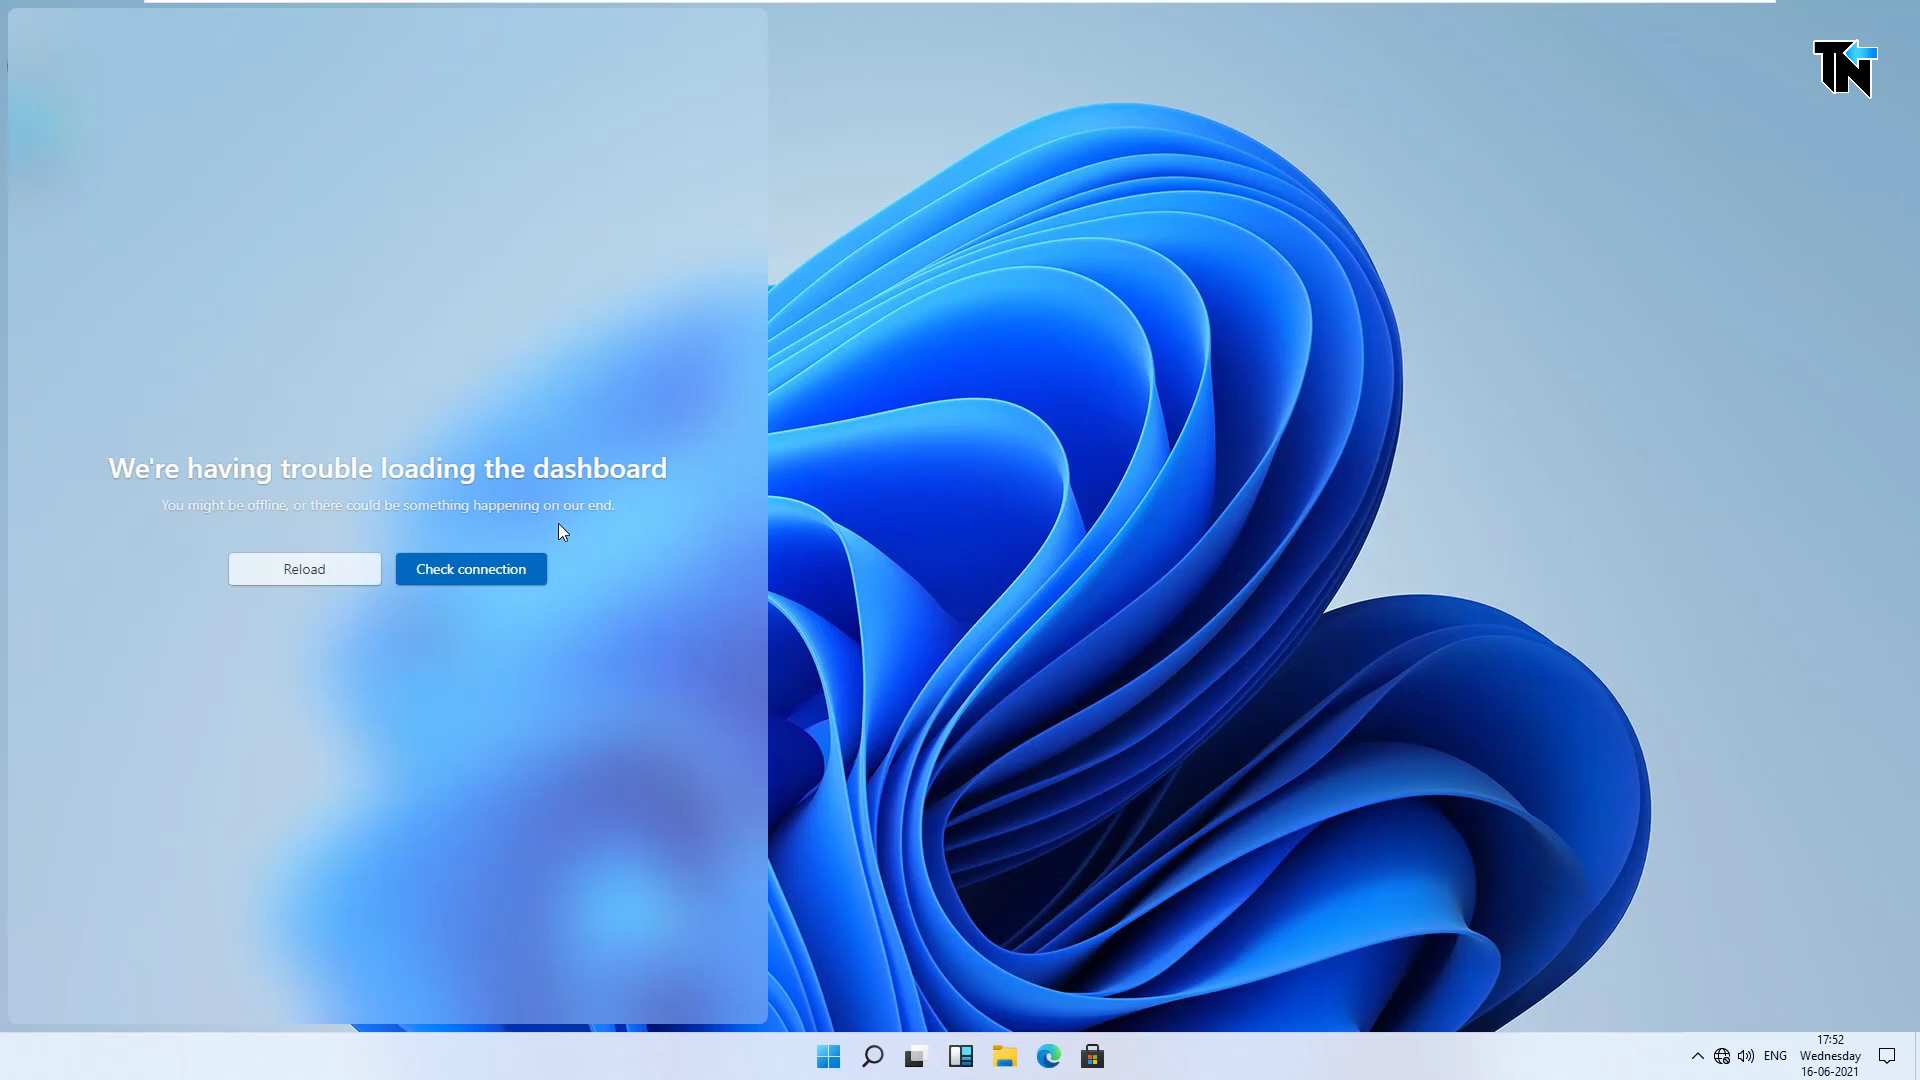 TN
We're having trouble loading the dashboard
You might be offline, or there could be something happening on our end.
Reload
Check connection
ENG
17:52
Wednesday
16-06-2021